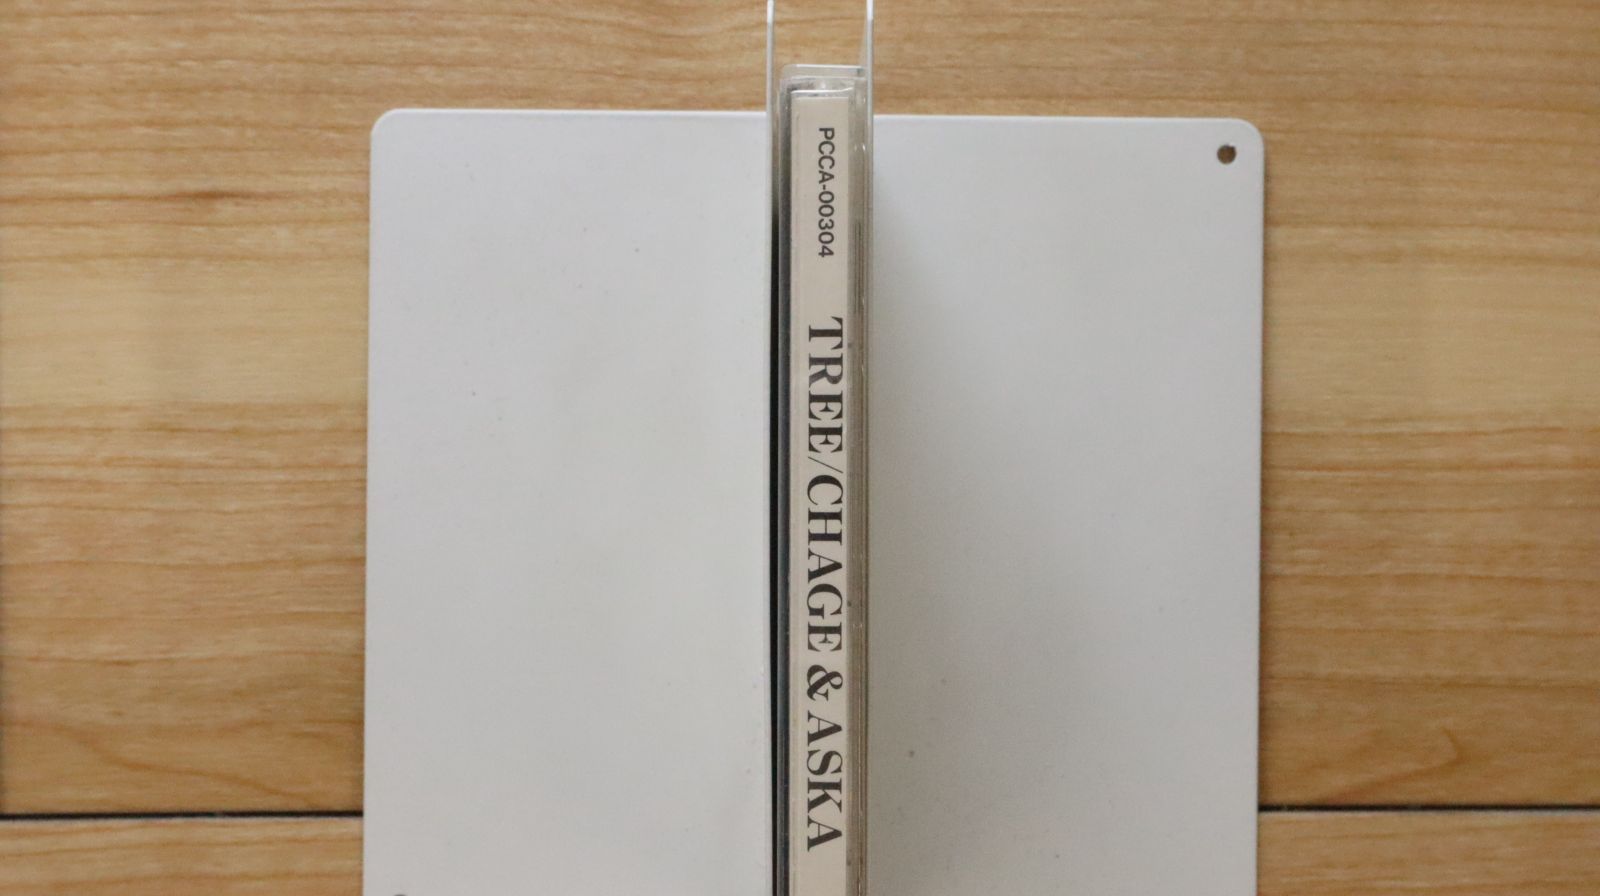 PCCA-00304
TREE/CHAGE & ASKA